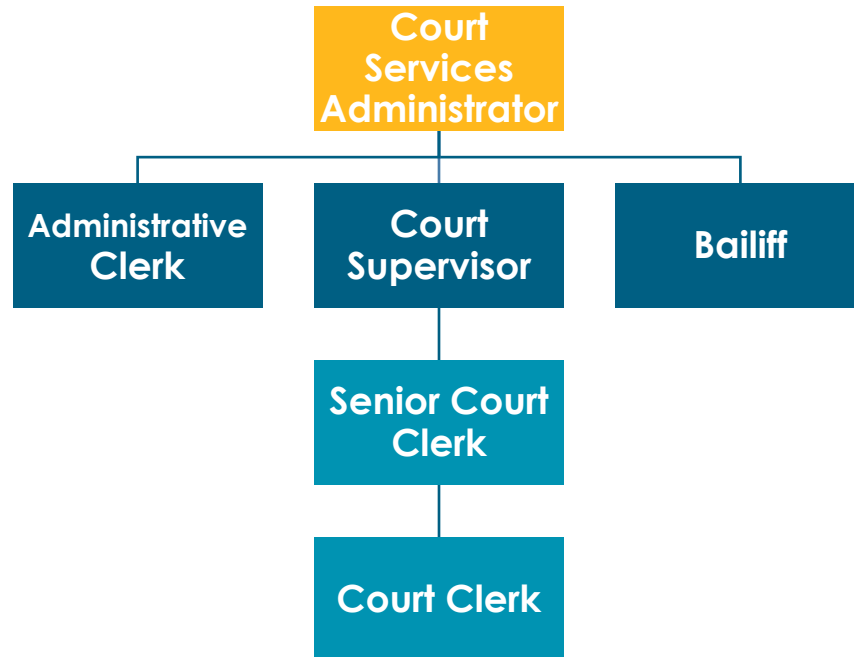 Court
Services
Administrator
Administrative
Clerk
Court
Supervisor
Bailiff
Senior Court
Clerk
Court Clerk